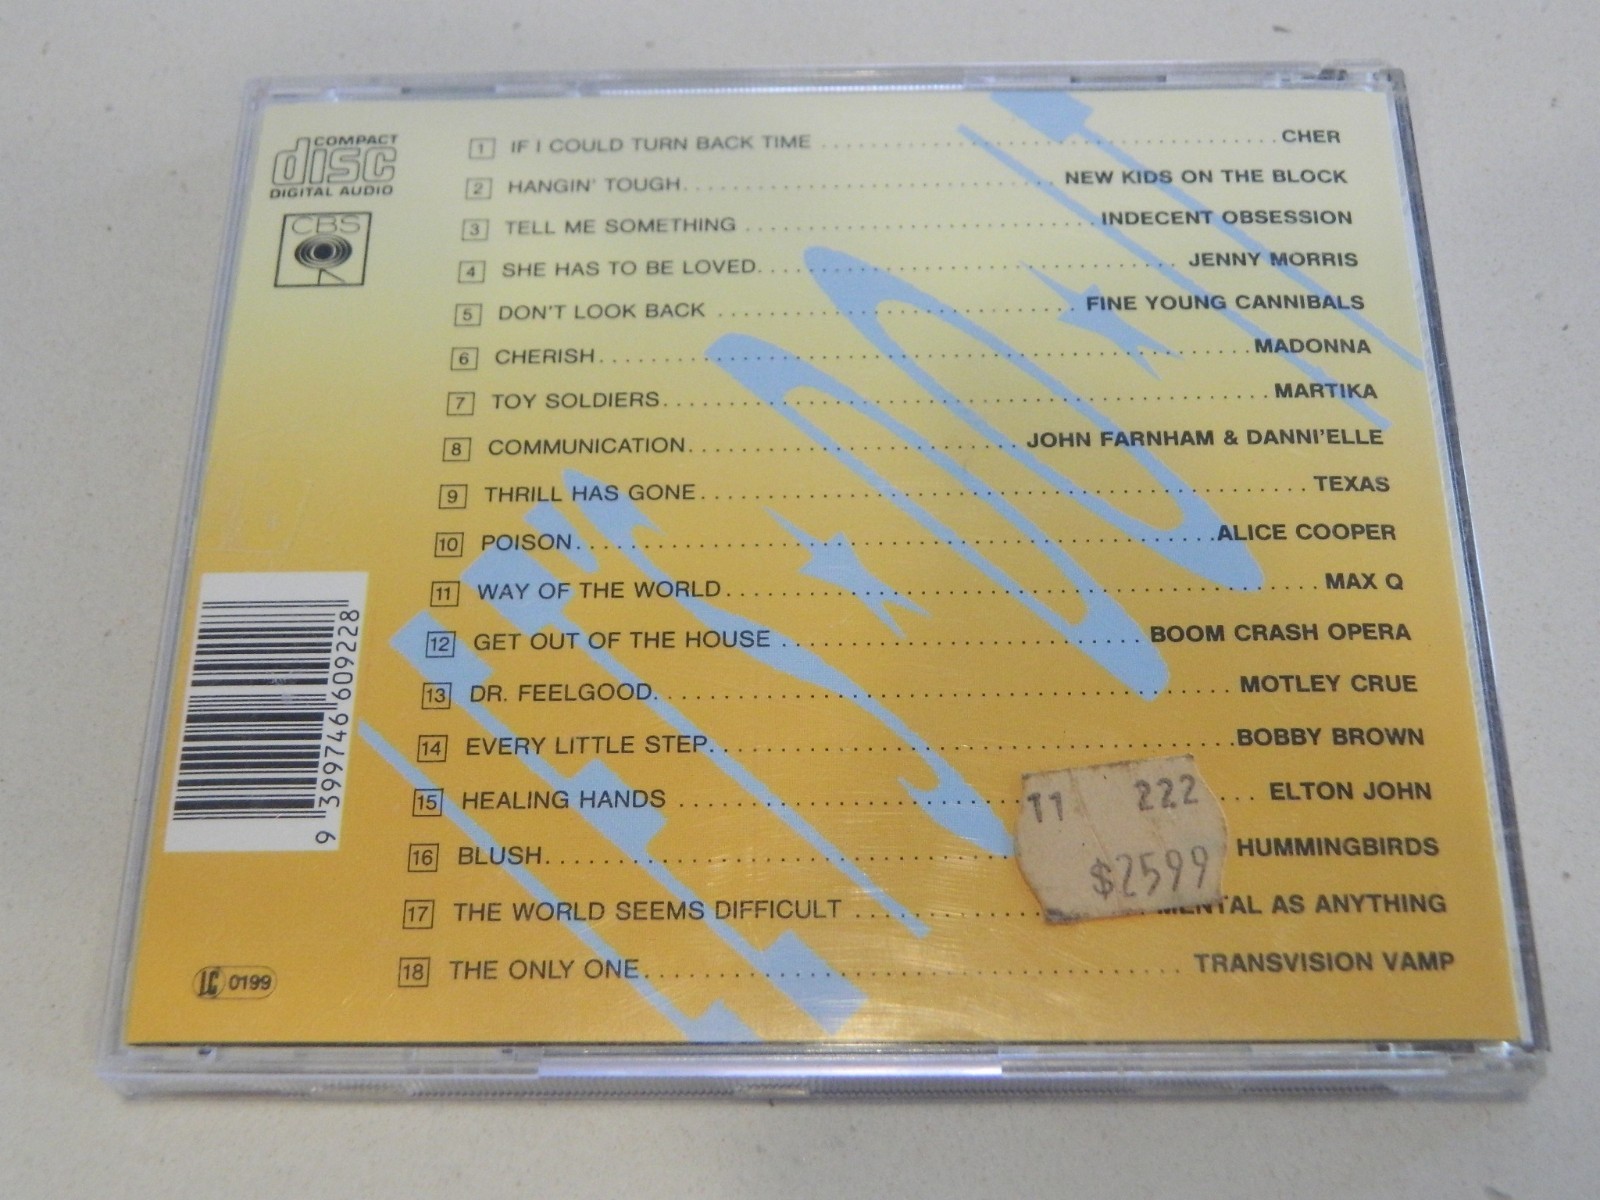 COMPACT
disc
DIGITAL AUDIO
CBS
1 IF I COULD TURN BACK TIME CHER
2 HANGIN' TOUGH NEW KIDS ON THE BLOCK
3 TELL ME SOMETHING INDECENT OBSESSION
4 SHE HAS TO BE LOVED JENNY MORRIS
5 DON'T LOOK BACK FINE YOUNG CANNIBALS
6 CHERISH MADONNA
7 TOY SOLDIERS MARTIKA
8 COMMUNICATION JOHN FARNHAM & DANNI'ELLE
9 THRILL HAS GONE TEXAS
10 POISON ALICE COOPER
11 WAY OF THE WORLD MAX Q
12 GET OUT OF THE HOUSE BOOM CRASH OPERA
13 DR. FEELGOOD MOTLEY CRUE
14 EVERY LITTLE STEP BOBBY BROWN
15 HEALING HANDS ELTON JOHN
16 BLUSH HUMMINGBIRDS
17 THE WORLD SEEMS DIFFICULT MENTAL AS ANYTHING
18 THE ONLY ONE TRANSVISION VAMP
11 222
$2599
9 399746 609228
LC 0199